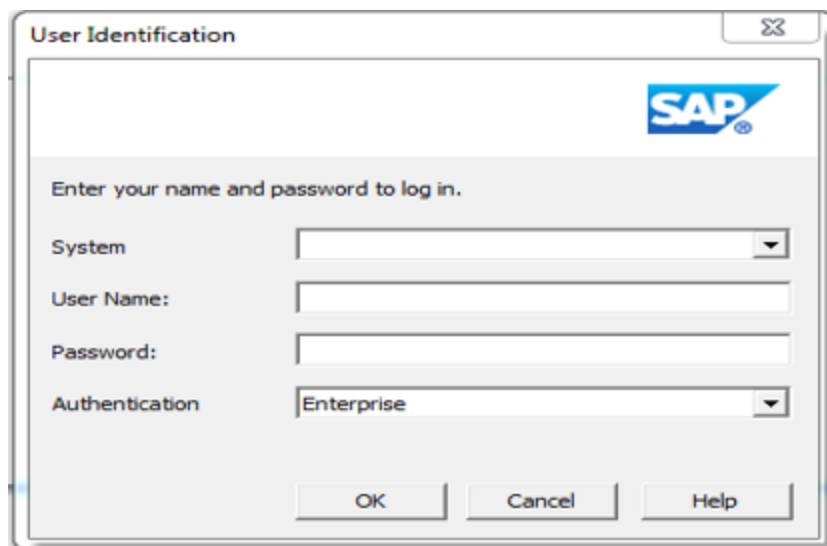 User Identification
SAP®
Enter your name and password to log in.
System
User Name:
Password:
Authentication Enterprise
OK Cancel Help